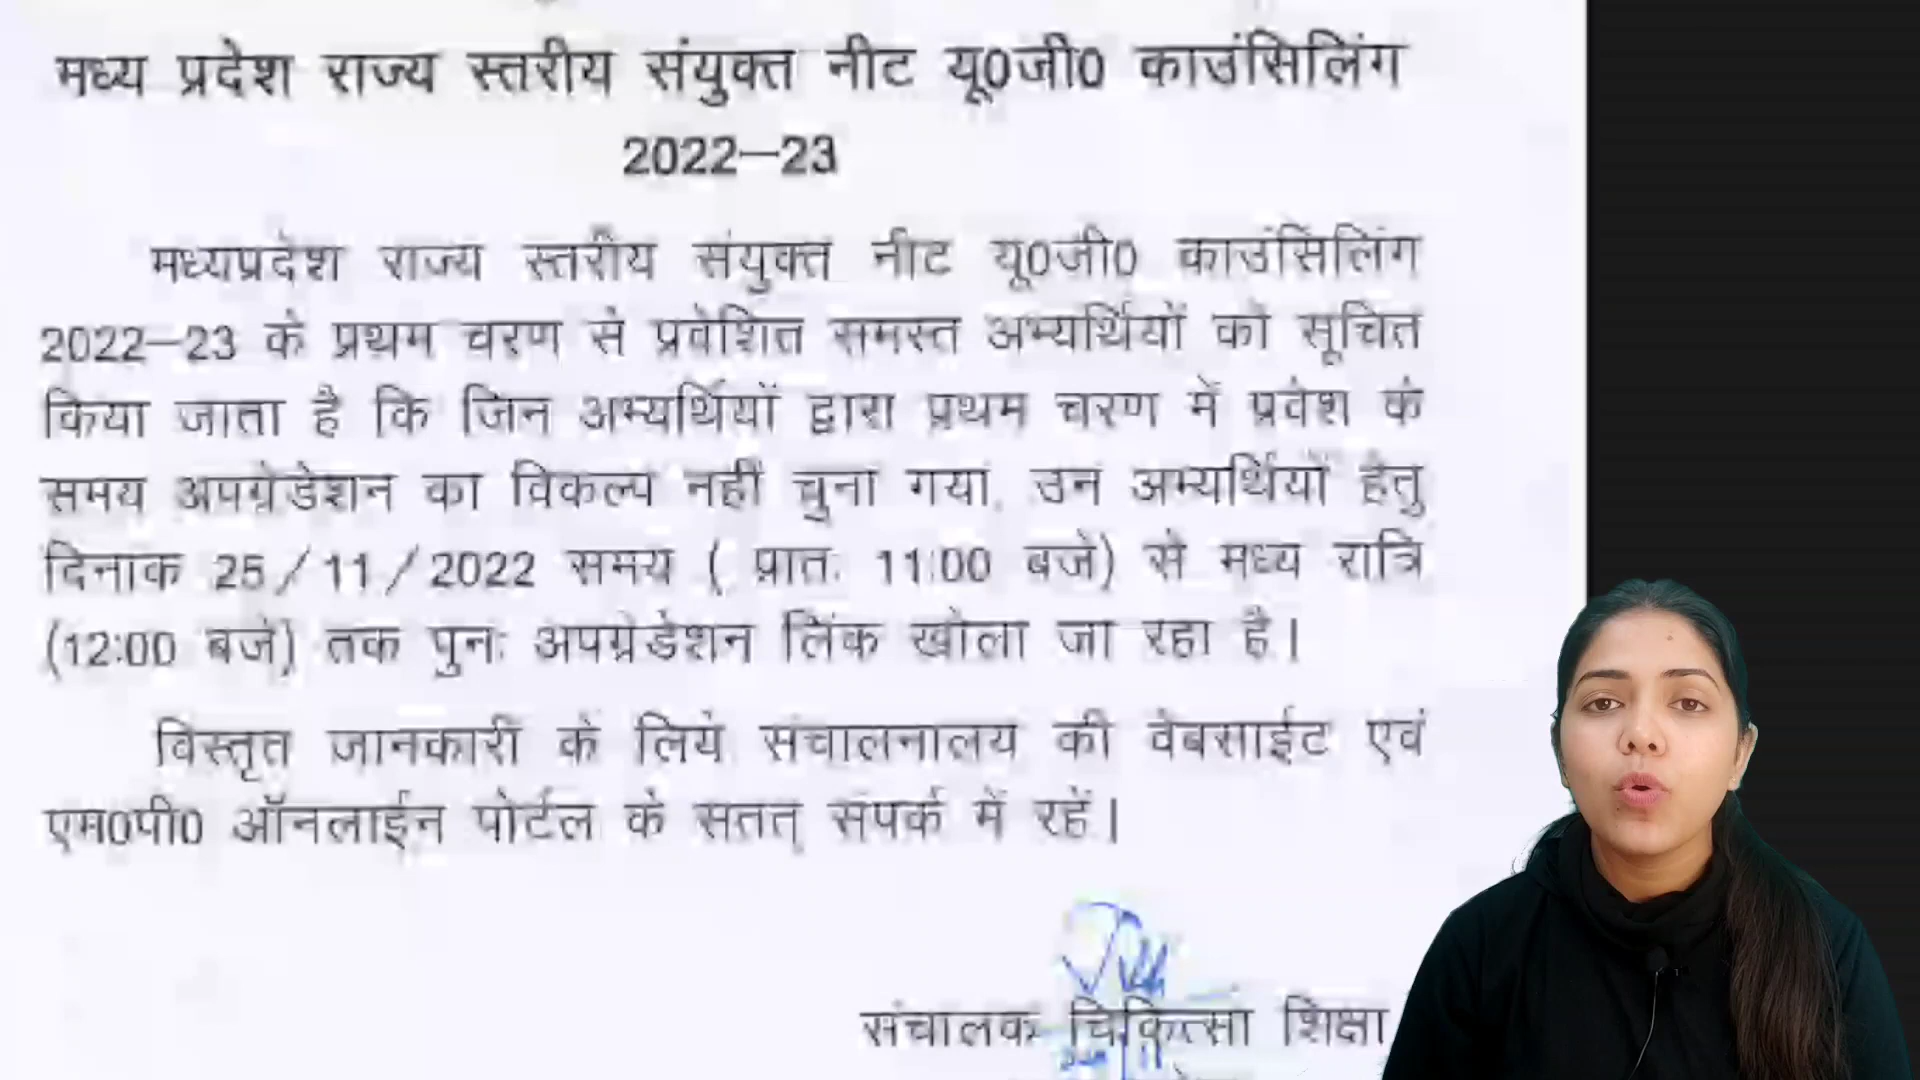 मध्य प्रदेश राज्य स्तरीय संयुक्त नीट यू0जी0 काउंसिलिंग
2022–23
मध्यप्रदेश राज्य स्तरीय संयुक्त नीट यू0जी0 काउंसिलिंग
2022–23 के प्रथम चरण से प्रवेशित समस्त अभ्यर्थियों को सूचित
किया जाता है कि जिन अभ्यर्थियों द्वारा प्रथम चरण में प्रवेश के
समय अपग्रेडेशन का विकल्प नहीं चुना गया, उन अभ्यर्थियों हेतु
दिनांक 25/11/2022 समय ( प्रातः 11:00 बजे) से मध्य रात्रि
(12:00 बजे) तक पुनः अपग्रेडेशन लिंक खोला जा रहा है।
विस्तृत जानकारी के लिये संचालनालय की वेबसाईट एवं
एम0पी0 ऑनलाईन पोर्टल के सतत् संपर्क में रहें।
संचालक चिकित्सा शिक्षा